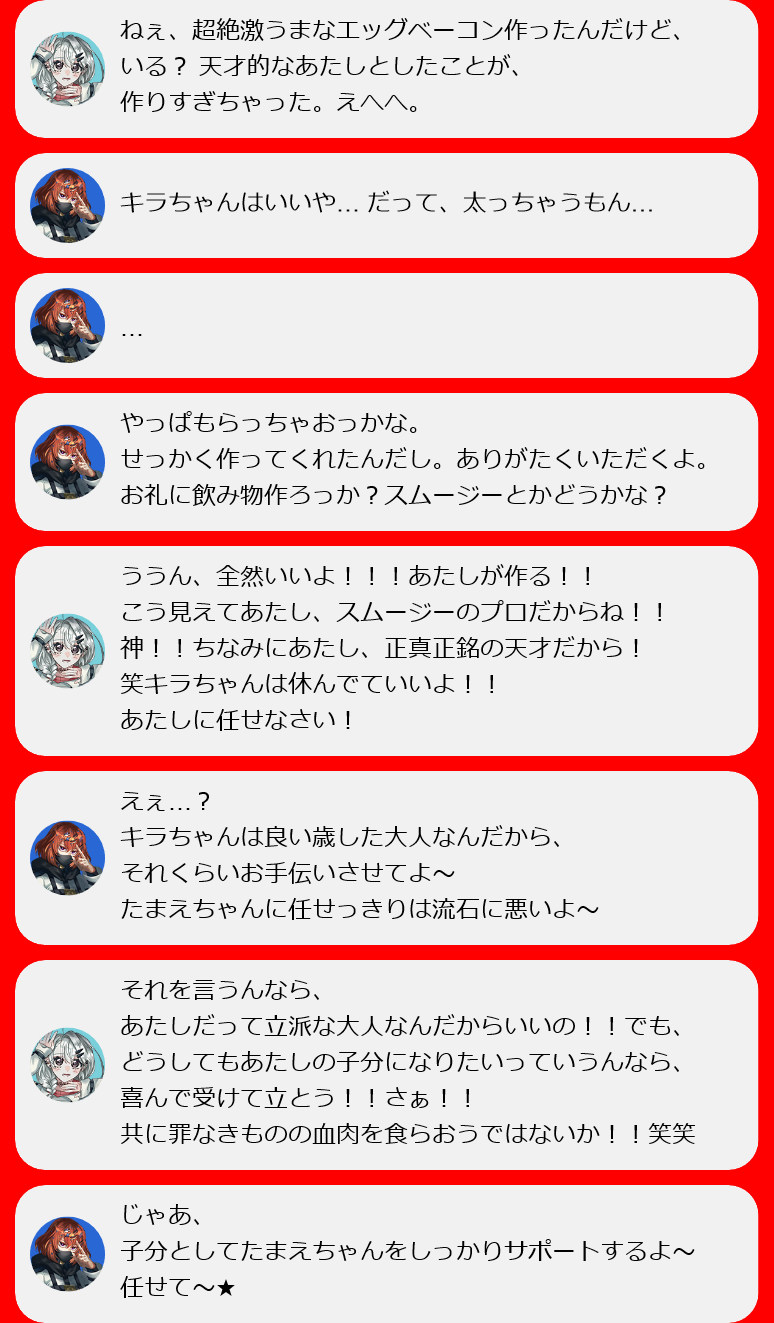 ねぇ、超絶激うまなエッグベーコン作ったんだけど、
いる？ 天才的なあたしとしたことが、
作りすぎちゃった。えへへ。
キラちゃんはいいや… だって、太っちゃうもん…
…
やっぱもらっちゃおっかな。
せっかく作ってくれたんだし。ありがたくいただくよ。
お礼に飲み物作ろっか？スムージーとかどうかな？
ううん、全然いいよ！！！あたしが作る！！
こう見えてあたし、スムージーのプロだからね！！
神！！ちなみにあたし、正真正銘の天才だから！
笑キラちゃんは休んでていいよ！！
あたしに任せなさい！
えぇ…？
キラちゃんは良い歳した大人なんだから、
それくらいお手伝いさせてよ〜
たまえちゃんに任せっきりは流石に悪いよ〜
それを言うんなら、
あたしだって立派な大人なんだからいいの！！でも、
どうしてもあたしの子分になりたいっていうんなら、
喜んで受けて立とう！！さぁ！！
共に罪なきものの血肉を食らおうではないか！！笑笑
じゃあ、
子分としてたまえちゃんをしっかりサポートするよ〜
任せて〜★